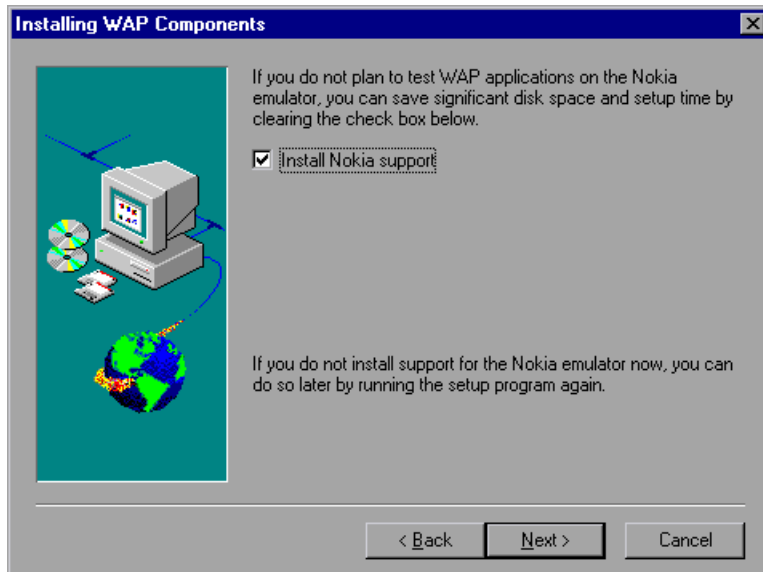 Installing WAP Components
If you do not plan to test WAP applications on the Nokia
emulator, you can save significant disk space and setup time by
clearing the check box below.
Install Nokia support
If you do not install support for the Nokia emulator now, you can
do so later by running the setup program again.
< Back
Next >
Cancel